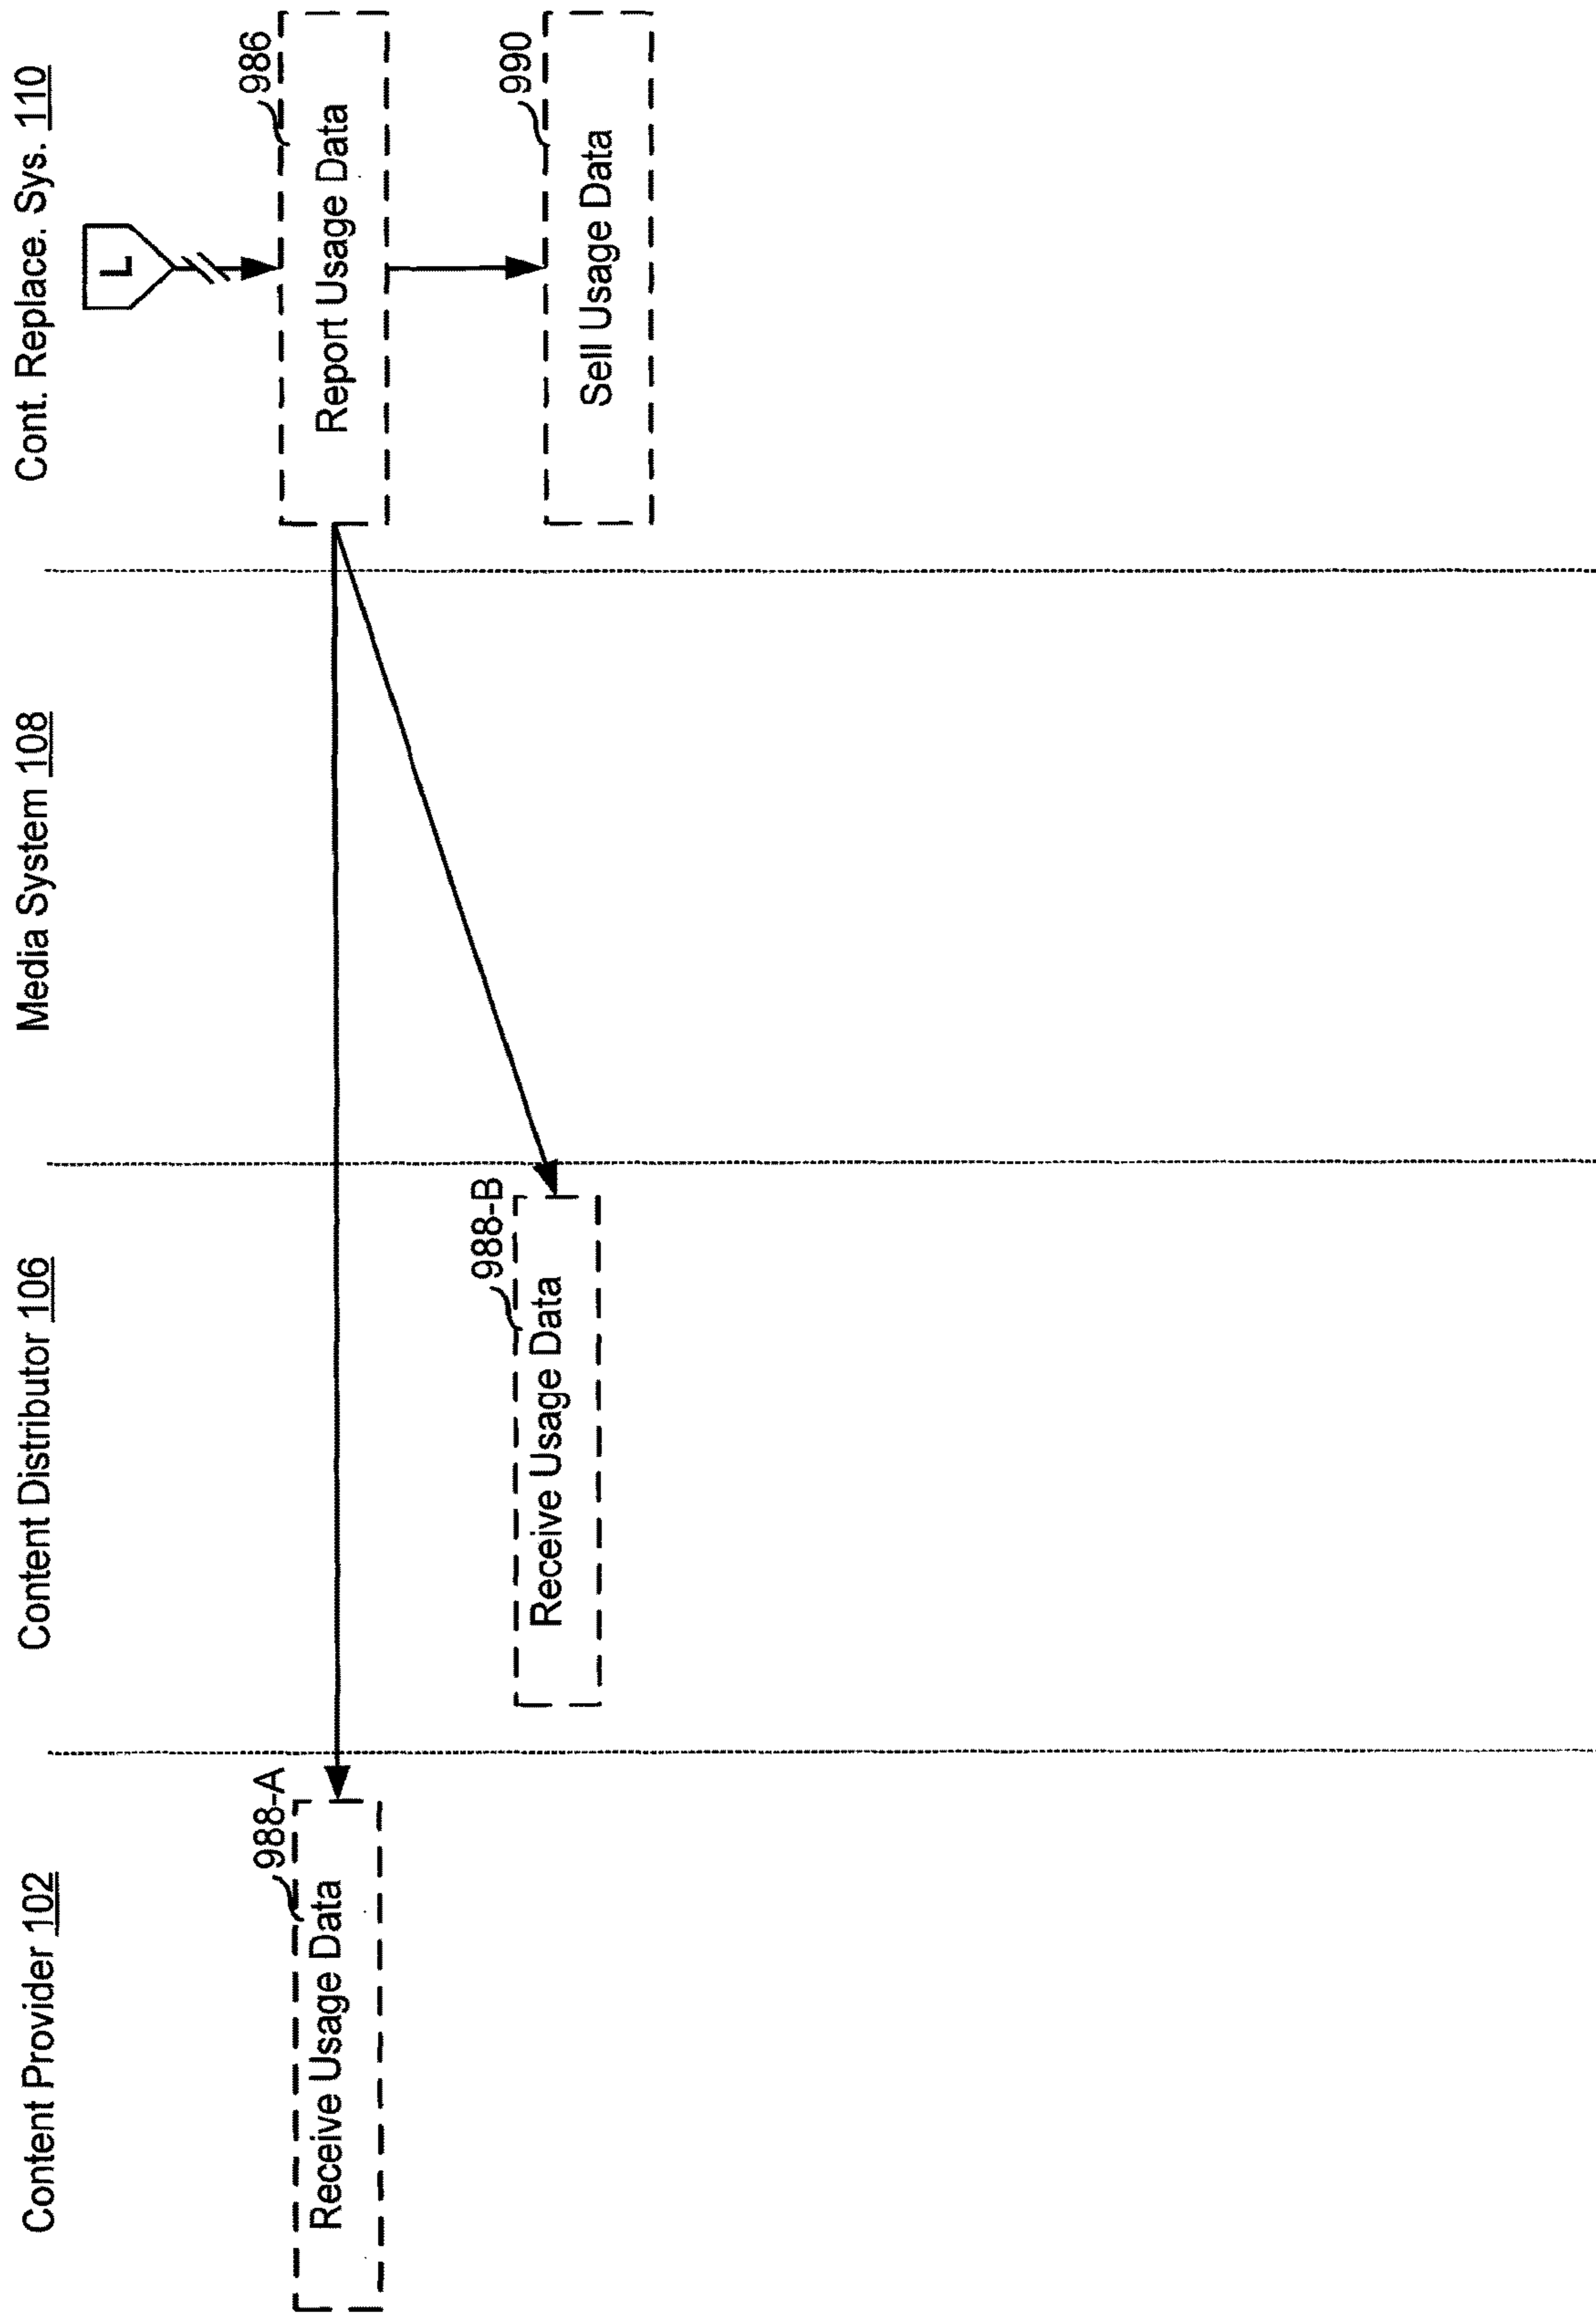 Content Provider 102
Content Distributor 106
Media System 108
Cont. Replace. Sys. 110
L
988-A
Receive Usage Data
986
Report Usage Data
988-B
Receive Usage Data
990
Sell Usage Data